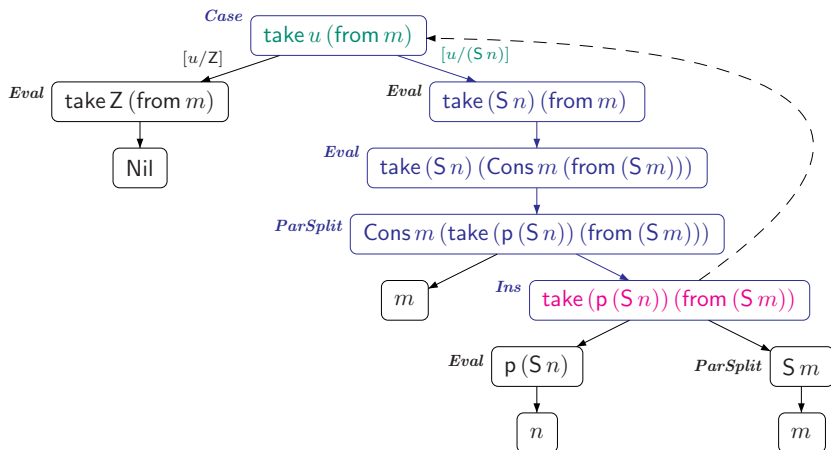 Case
take u (from m)
[u/Z]
[u/(S n)]
Eval
take Z (from m)
Eval
take (S n) (from m)
Nil
Eval
take (S n) (Cons m (from (S m)))
ParSplit
Cons m (take (p (S n)) (from (S m)))
m
Ins
take (p (S n)) (from (S m))
Eval
p (S n)
ParSplit
S m
n
m